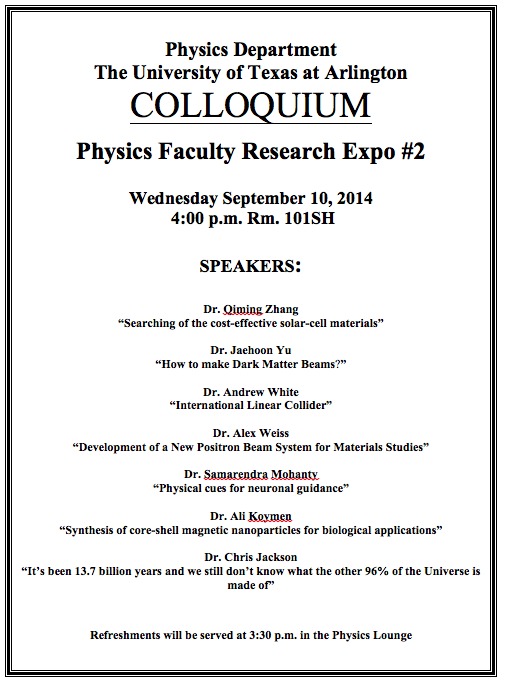 Physics Department
The University of Texas at Arlington
COLLOQUIUM
Physics Faculty Research Expo #2
Wednesday September 10, 2014
4:00 p.m. Rm. 101SH
SPEAKERS:
Dr. Qiming Zhang
“Searching of the cost-effective solar-cell materials”
Dr. Jaehoon Yu
“How to make Dark Matter Beams?”
Dr. Andrew White
“International Linear Collider”
Dr. Alex Weiss
“Development of a New Positron Beam System for Materials Studies”
Dr. Samarendra Mohanty
“Physical cues for neuronal guidance”
Dr. Ali Koymen
“Synthesis of core-shell magnetic nanoparticles for biological applications”
Dr. Chris Jackson
“It’s been 13.7 billion years and we still don’t know what the other 96% of the Universe is
made of”
Refreshments will be served at 3:30 p.m. in the Physics Lounge